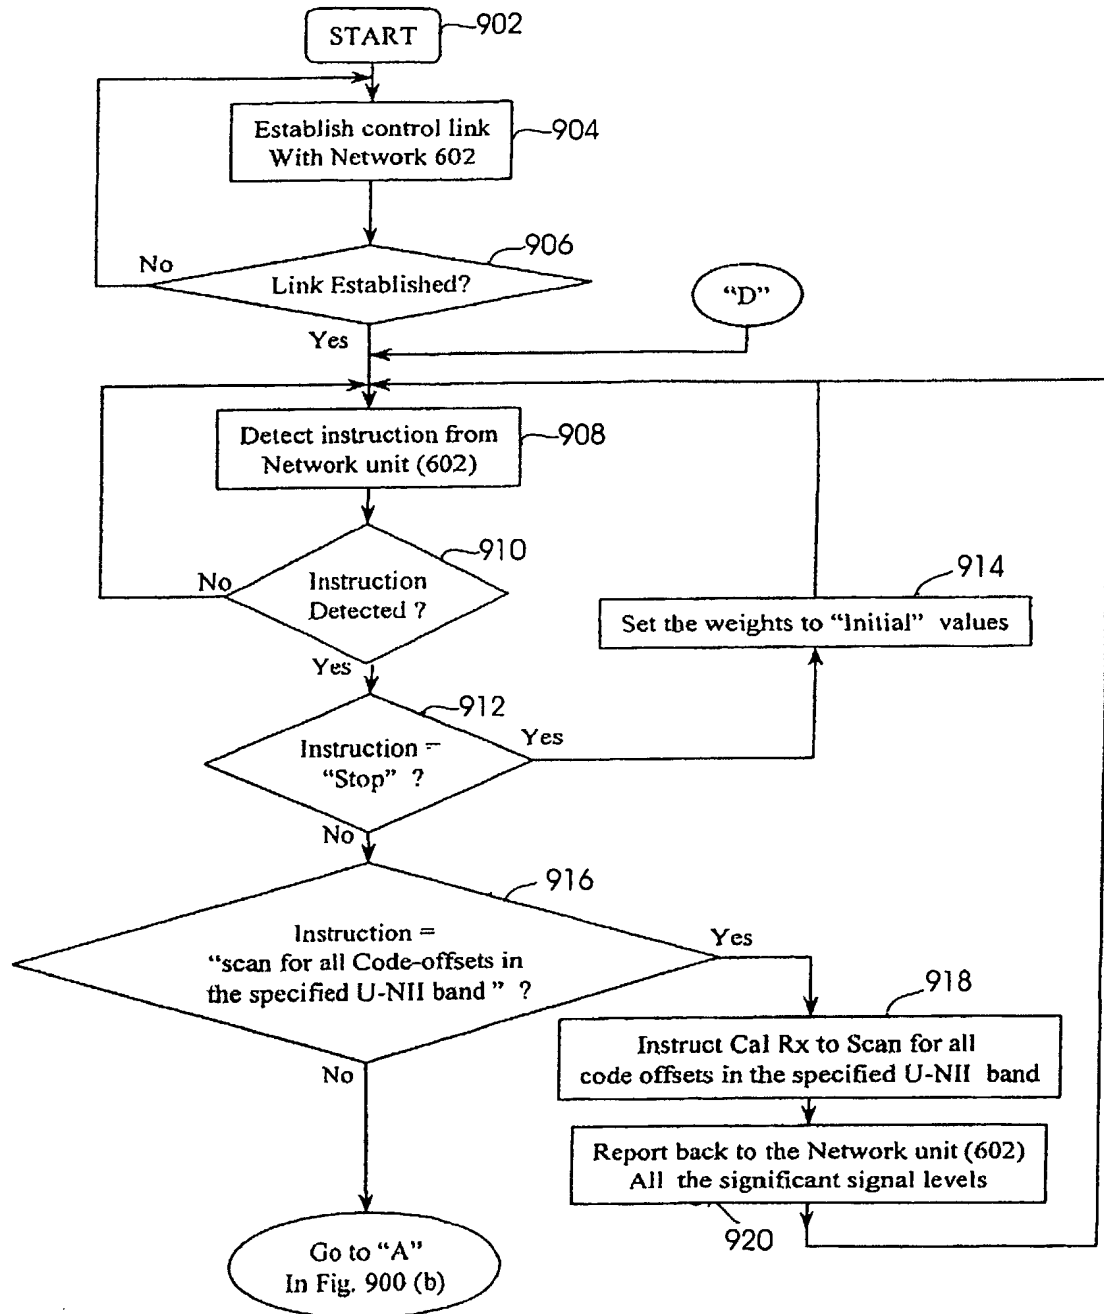 START
902
Establish control link
With Network 602
904
906
No
Link Established?
Yes
“D”
Detect instruction from
Network unit (602)
908
910
No
Instruction
Detected ?
Yes
914
Set the weights to “Initial” values
912
Instruction =
“Stop” ?
Yes
No
916
Instruction =
“scan for all Code-offsets in
the specified U-NII band” ?
Yes
No
918
Instruct Cal Rx to Scan for all
code offsets in the specified U-NII band
Report back to the Network unit (602)
All the significant signal levels
920
Go to “A”
In Fig. 900 (b)